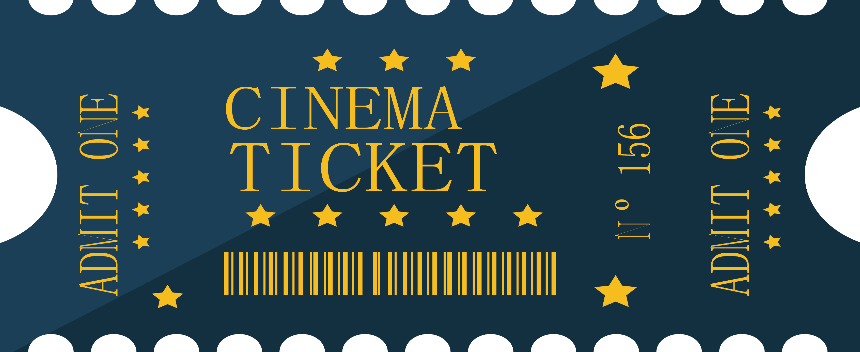 ADMIT ONE
CINEMA
TICKET
Nº 156
ADMIT ONE